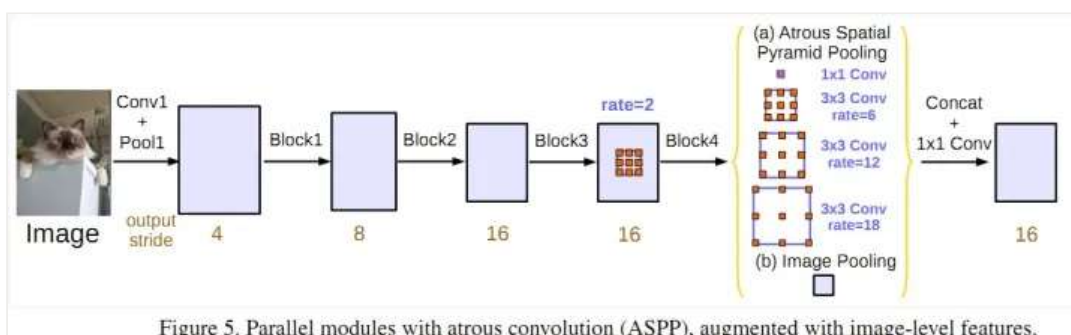 (a) Atrous Spatial
Pyramid Pooling
1x1 Conv
3x3 Conv
rate=6
3x3 Conv
rate=12
3x3 Conv
rate=18
(b) Image Pooling
Conv1
+
Pool1
Block1
Block2
Block3
rate=2
Block4
Concat
+
1x1 Conv
Image
output
stride
4
8
16
16
16
Figure 5. Parallel modules with atrous convolution (ASPP), augmented with image-level features.